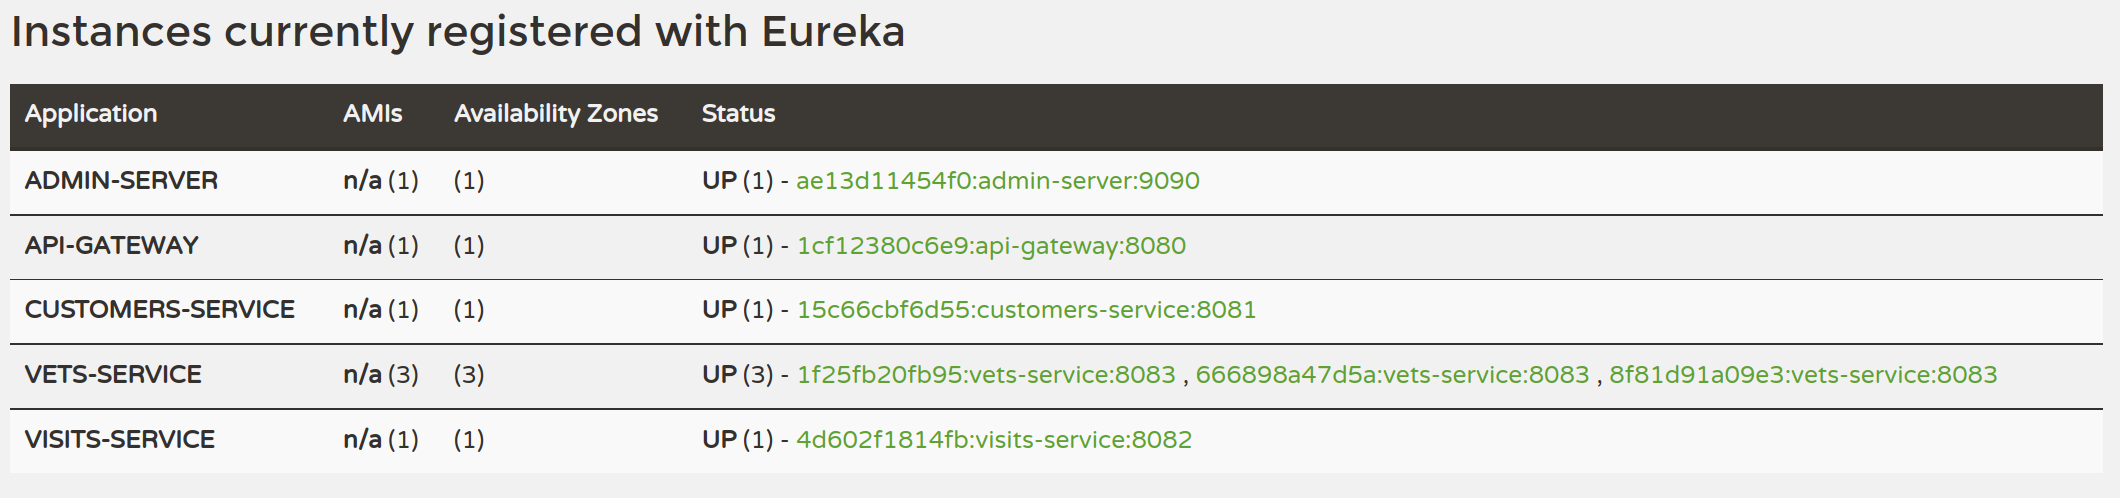 Instances currently registered with Eureka
Application AMIs Availability Zones Status
ADMIN-SERVER n/a (1) (1) UP (1) - ae13d11454f0:admin-server:9090
API-GATEWAY n/a (1) (1) UP (1) - 1cf12380c6e9:api-gateway:8080
CUSTOMERS-SERVICE n/a (1) (1) UP (1) - 15c66cbf6d55:customers-service:8081
VETS-SERVICE n/a (3) (3) UP (3) - 1f25fb20fb95:vets-service:8083 , 666898a47d5a:vets-service:8083 , 8f81d91a09e3:vets-service:8083
VISITS-SERVICE n/a (1) (1) UP (1) - 4d602f1814fb:visits-service:8082